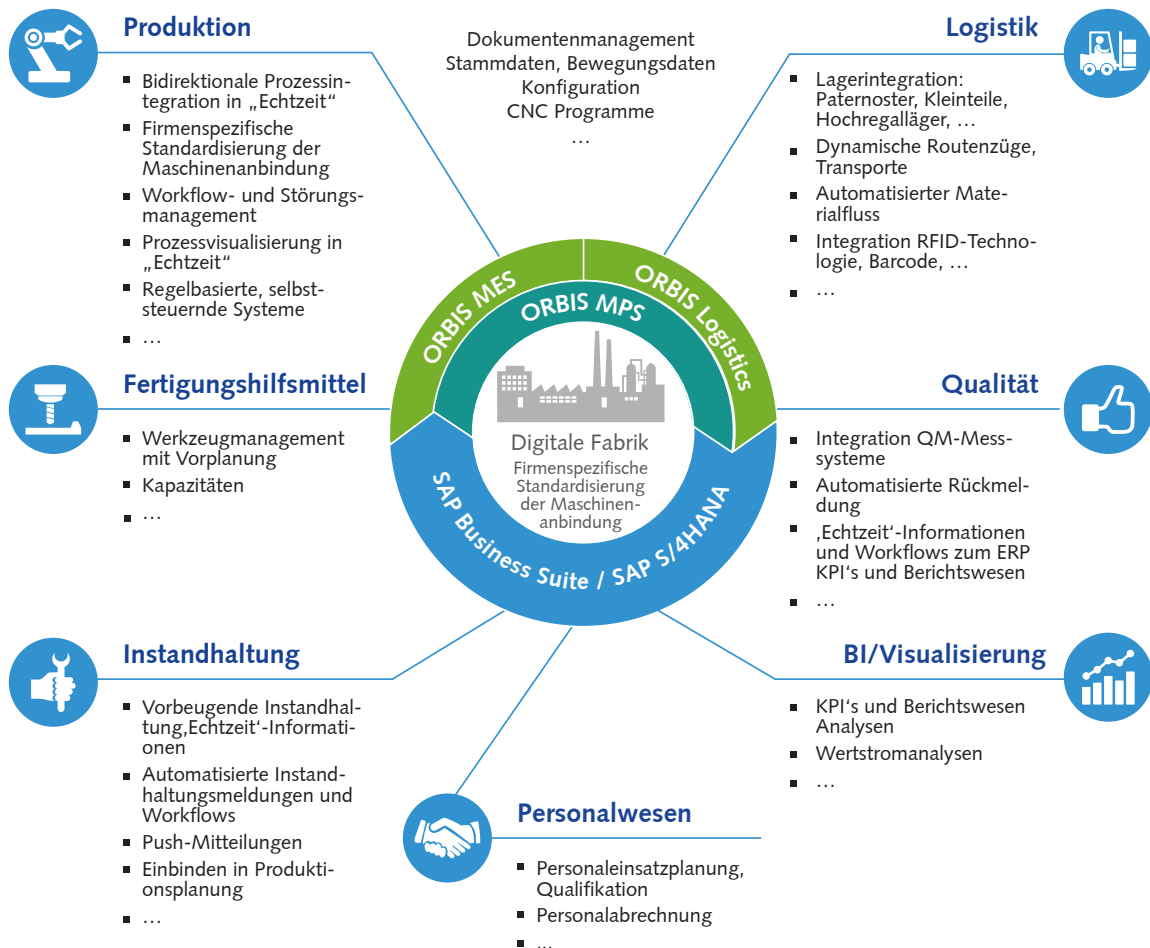 Produktion
▪ Bidirektionale Prozessin-
tegration in „Echtzeit“
▪ Firmenspezifische
Standardisierung der
Maschinenanbindung
▪ Workflow- und Störungs-
management
▪ Prozessvisualisierung in
„Echtzeit“
▪ Regelbasierte, selbst-
steuernde Systeme
▪ …
Dokumentenmanagement
Stammdaten, Bewegungsdaten
Konfiguration
CNC Programme
…
Logistik
▪ Lagerintegration:
Paternoster, Kleinteile,
Hochregalläger, …
▪ Dynamische Routenzüge,
Transporte
▪ Automatisierter Mate-
rialfluss
▪ Integration RFID-Techno-
logie, Barcode, …
▪ …
ORBIS MES
ORBIS Logistics
ORBIS MPS
Digitale Fabrik
Firmenspezifische
Standardisierung
der Maschinen-
anbindung
SAP Business Suite / SAP S/4HANA
Fertigungshilfsmittel
▪ Werkzeugmanagement
mit Vorplanung
▪ Kapazitäten
▪ …
Qualität
▪ Integration QM-Mess-
systeme
▪ Automatisierte Rückmel-
dung
▪ ‚Echtzeit‘-Informationen
und Workflows zum ERP
KPI's und Berichtswesen
▪ …
Instandhaltung
▪ Vorbeugende Instandhal-
tung‚Echtzeit‘-Informati-
onen
▪ Automatisierte Instand-
haltungsmeldungen und
Workflows
▪ Push-Mitteilungen
▪ Einbinden in Produkti-
onsplanung
▪ …
BI/Visualisierung
▪ KPI's und Berichtswesen
Analysen
▪ Wertstromanalysen
▪ …
Personalwesen
▪ Personaleinsatzplanung,
Qualifikation
▪ Personalabrechnung
▪ ...